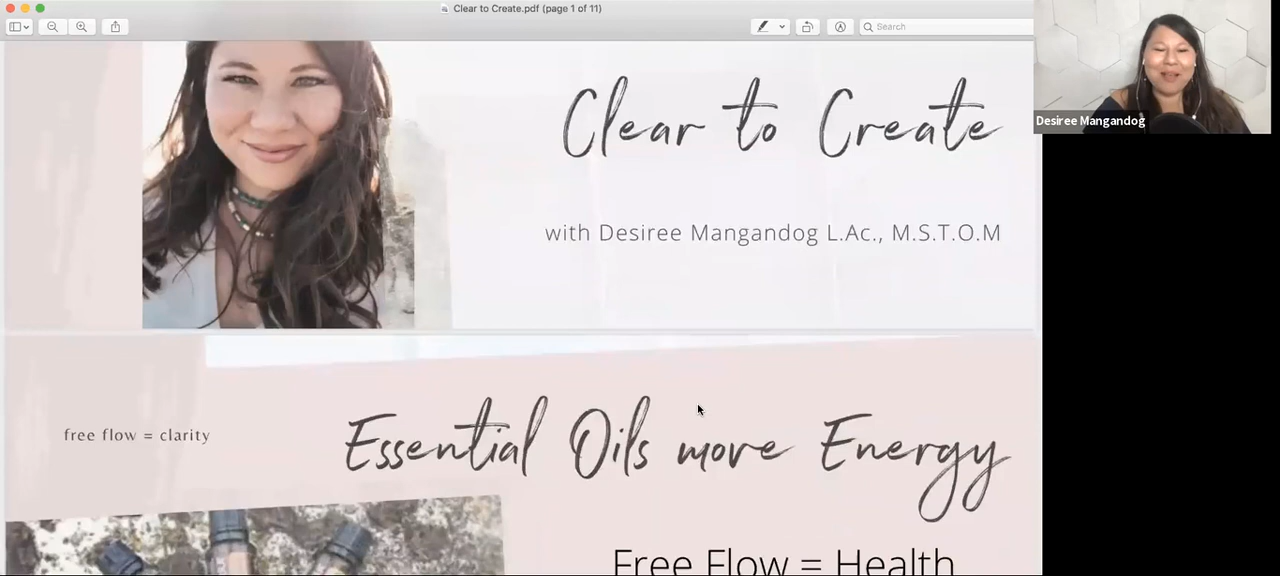 Clear to Create.pdf (page 1 of 11)
Search
Desiree Mangandog
Clear to Create
with Desiree Mangandog L.Ac., M.S.T.O.M
free flow = clarity
Essential Oils more Energy
Free Flow = Health